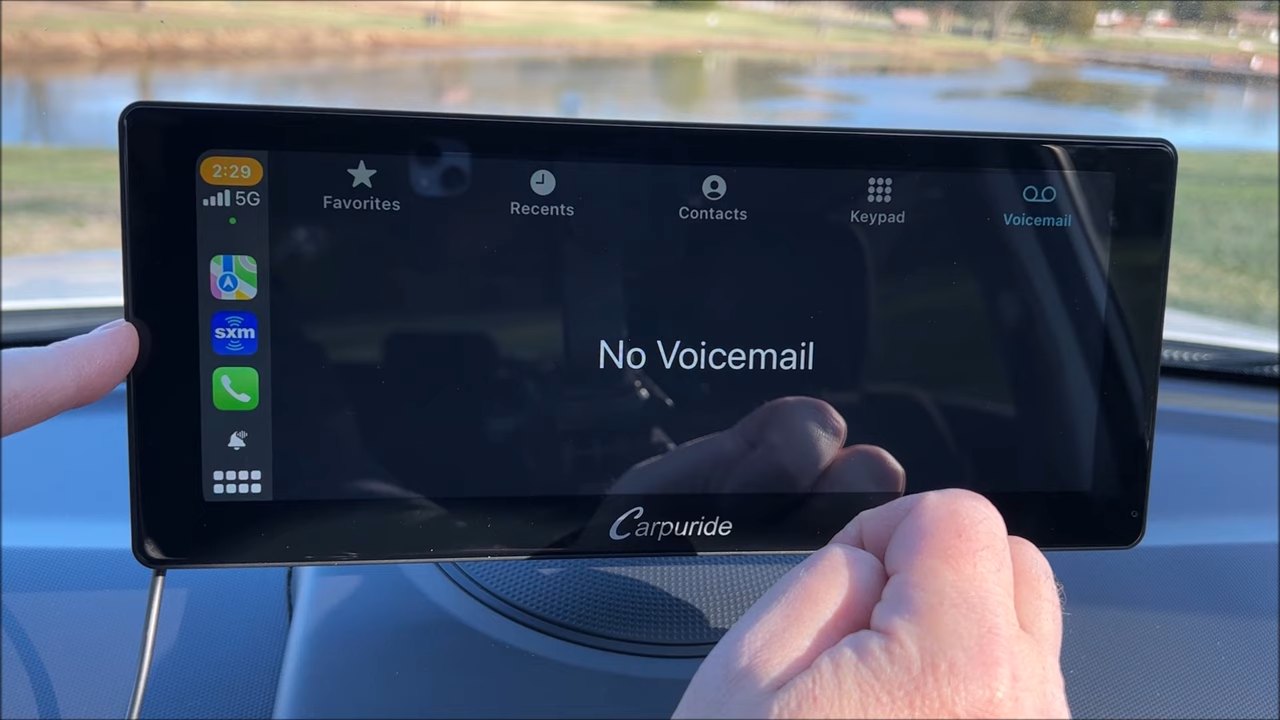 2:29
5G
Favorites
Recents
Contacts
Keypad
Voicemail
sxm
No Voicemail
Carpuride